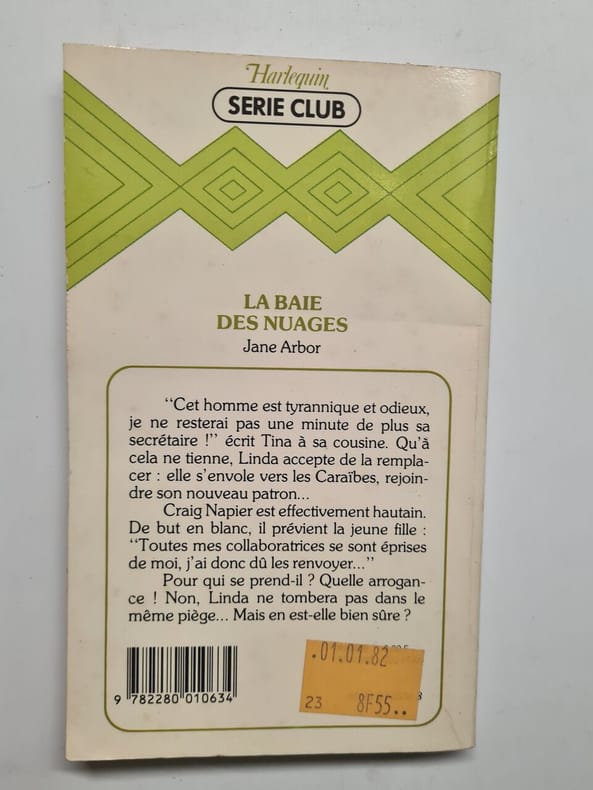 Harlequin
SERIE CLUB
LA BAIE
DES NUAGES
Jane Arbor
"Cet homme est tyrannique et odieux,
je ne resterai pas une minute de plus sa
secrétaire !" écrit Tina à sa cousine. Qu'à
cela ne tienne, Linda accepte de la rempla-
cer : elle s'envole vers les Caraïbes, rejoin-
dre son nouveau patron...
Craig Napier est effectivement hautain.
De but en blanc, il prévient la jeune fille :
"Toutes mes collaboratrices se sont éprises
de moi, j'ai donc dû les renvoyer..."
Pour qui se prend-il ? Quelle arrogan-
ce ! Non, Linda ne tombera pas dans le
même piège... Mais en est-elle bien sûre ?
.01.01.82
23 8F55..
9 782280 010634